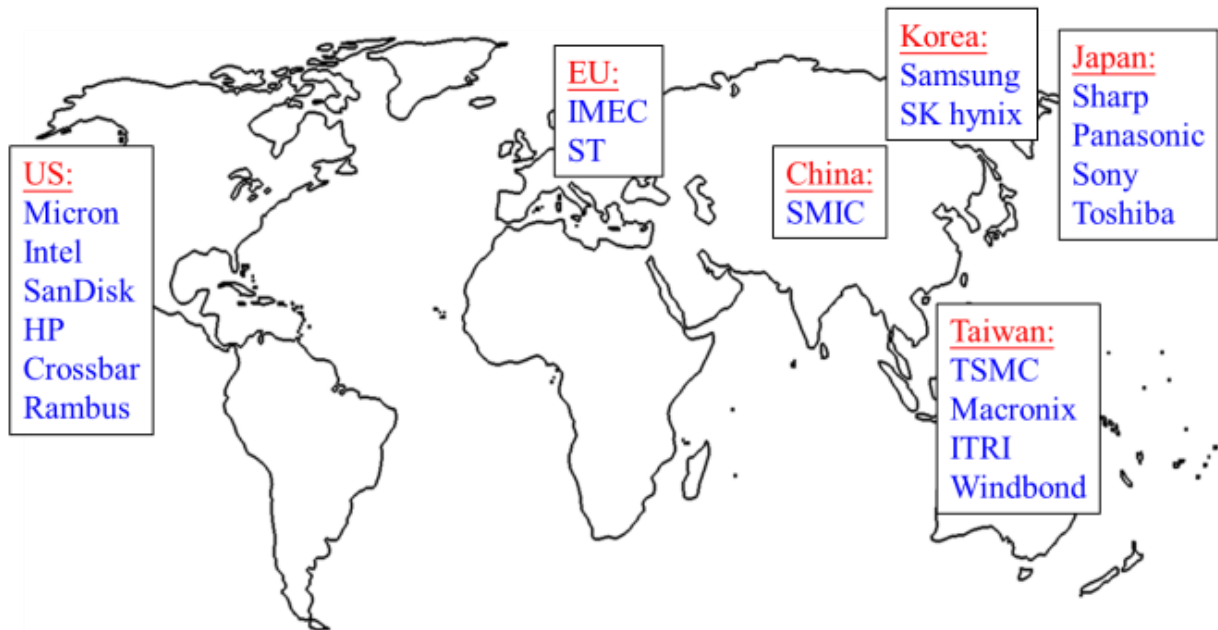 US:
Micron
Intel
SanDisk
HP
Crossbar
Rambus
EU:
IMEC
ST
China:
SMIC
Korea:
Samsung
SK hynix
Japan:
Sharp
Panasonic
Sony
Toshiba
Taiwan:
TSMC
Macronix
ITRI
Windbond